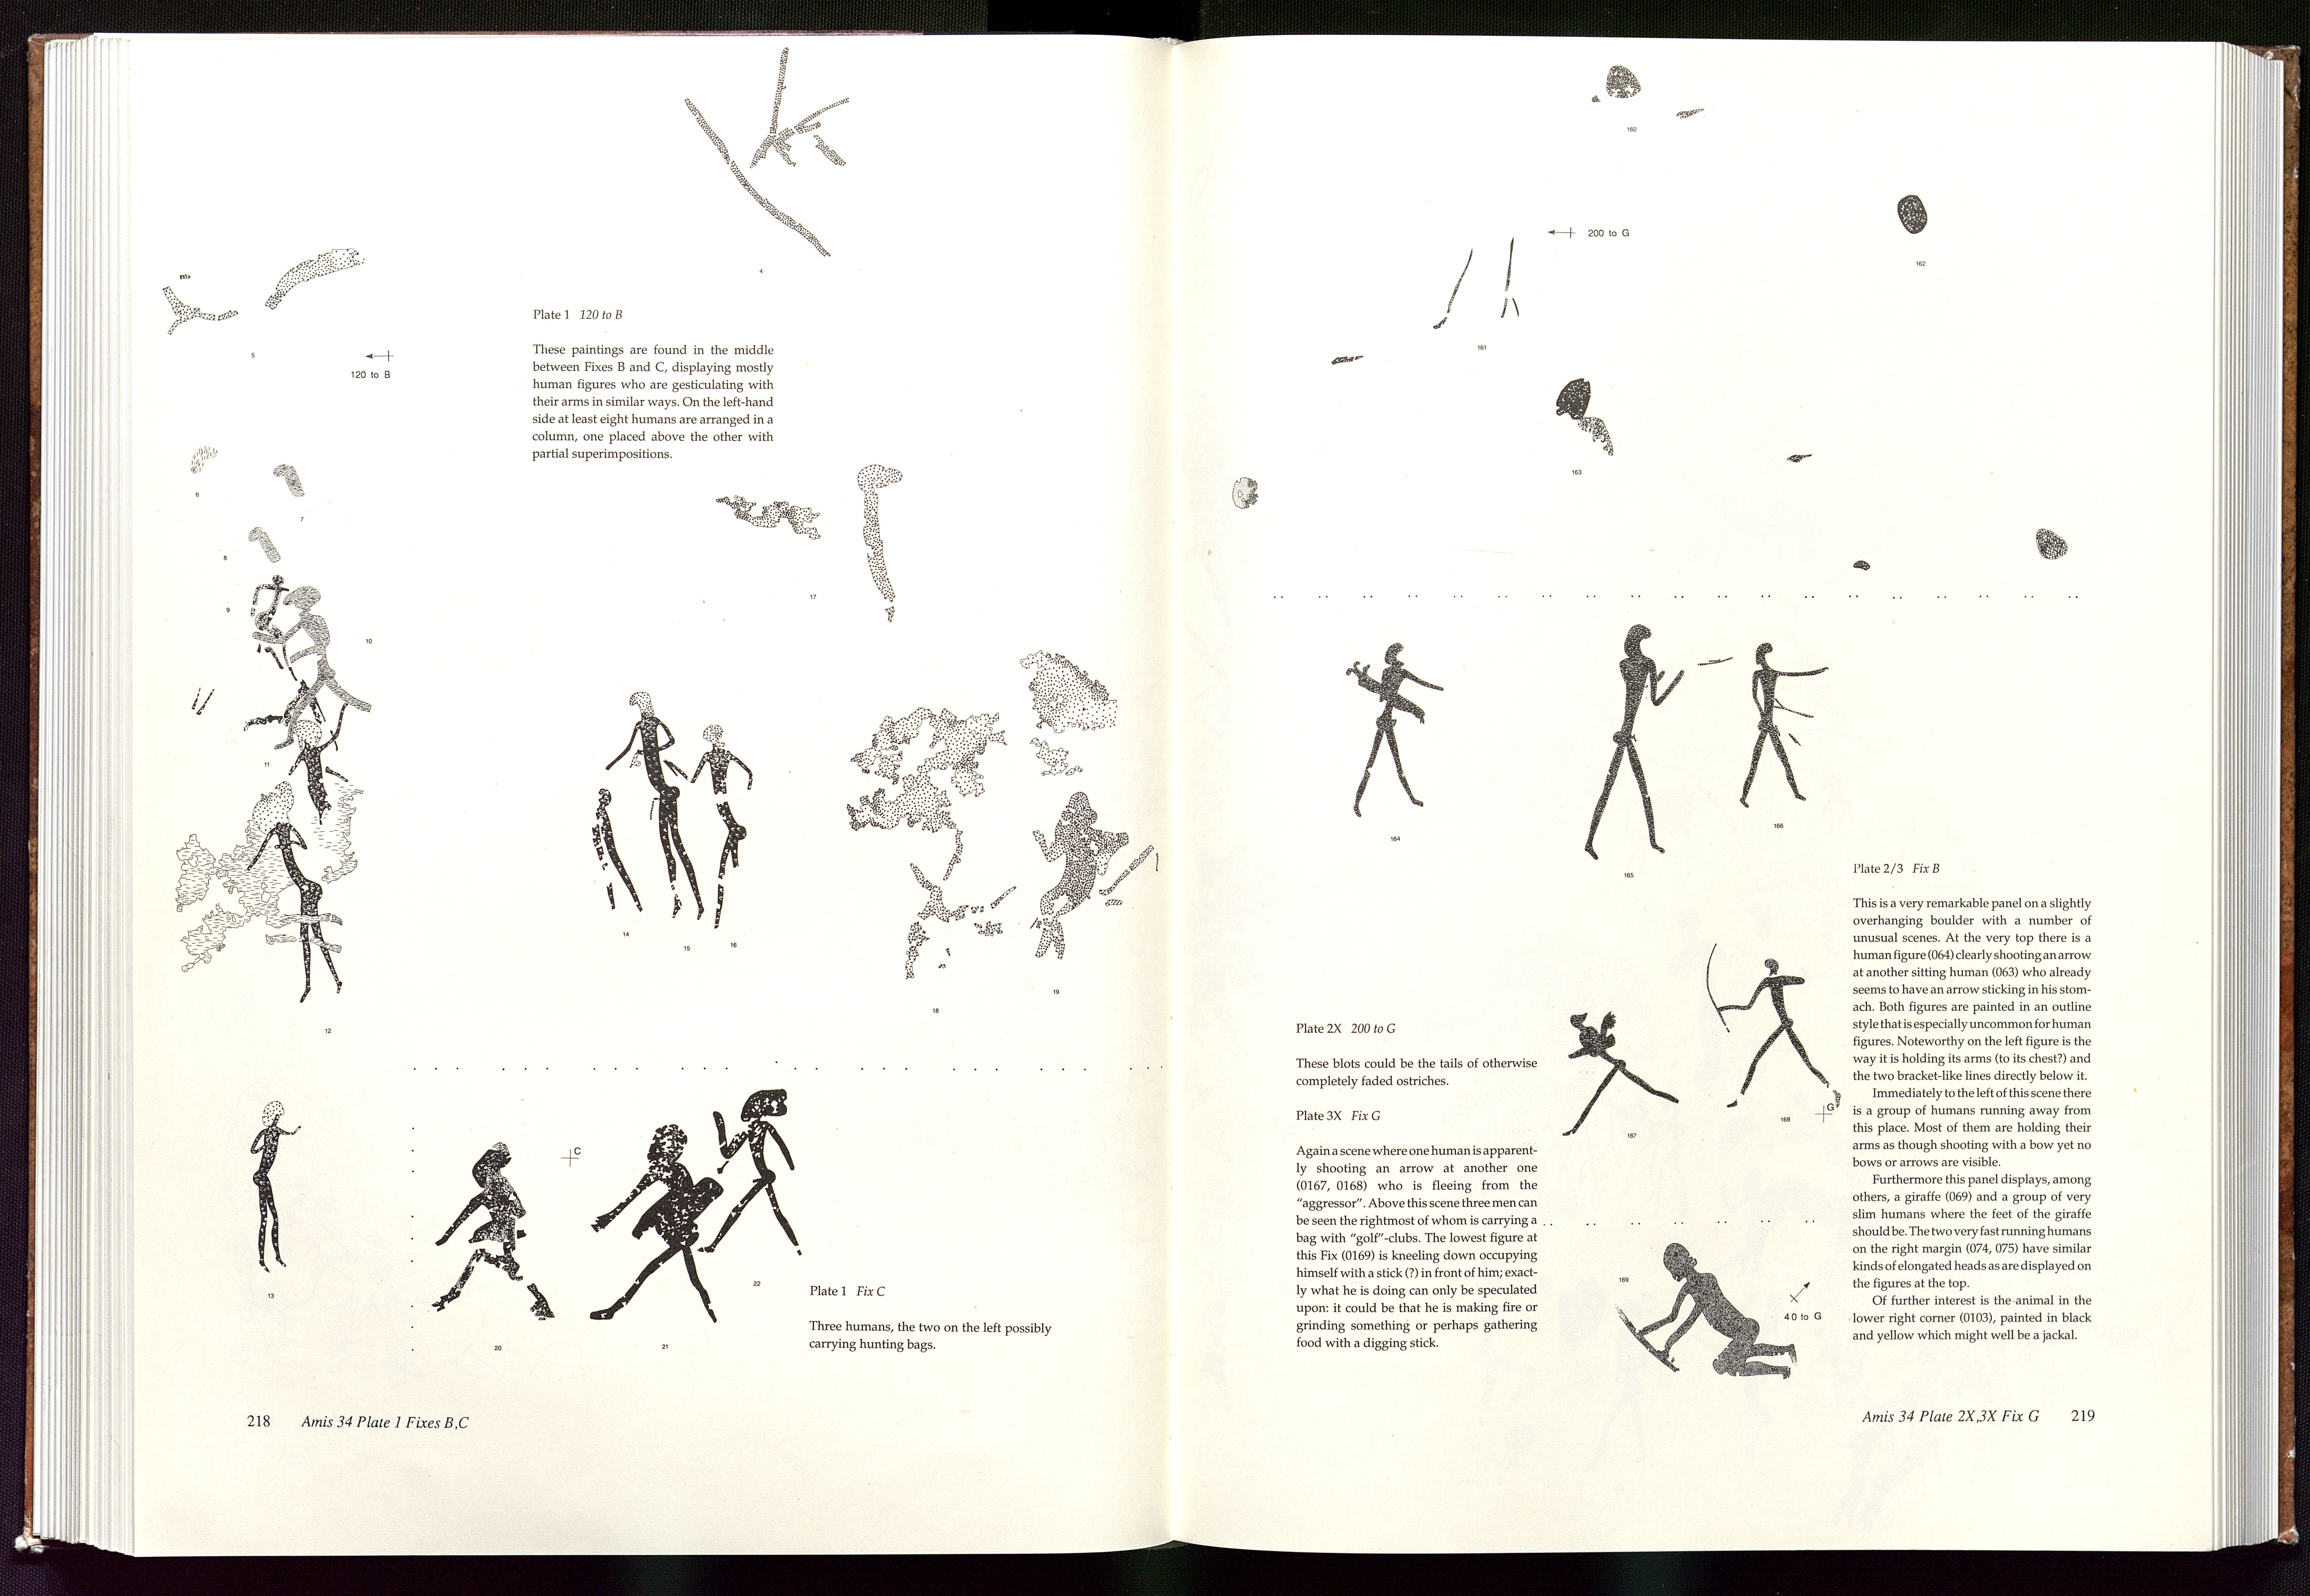 4
5
120 to B
Plate 1 120 to B
These paintings are found in the middle
between Fixes B and C, displaying mostly
human figures who are gesticulating with
their arms in similar ways. On the left-hand
side at least eight humans are arranged in a
column, one placed above the other with
partial superimpositions.
6
7
8
9
10
11
12
17
14
15
16
18
19
13
C
20
21
22
Plate 1 Fix C
Three humans, the two on the left possibly
carrying hunting bags.
218 Amis 34 Plate 1 Fixes B,C
160
200 to G
162
161
163
164
165
166
167
168
G
Plate 2X 200 to G
These blots could be the tails of otherwise
completely faded ostriches.
Plate 3X Fix G
Again a scene where one human is apparent-
ly shooting an arrow at another one
(0167, 0168) who is fleeing from the
“aggressor”. Above this scene three men can
be seen the rightmost of whom is carrying a
bag with “golf”-clubs. The lowest figure at
this Fix (0169) is kneeling down occupying
himself with a stick (?) in front of him; exact-
ly what he is doing can only be speculated
upon: it could be that he is making fire or
grinding something or perhaps gathering
food with a digging stick.
169
40 to G
Plate 2/3 Fix B
This is a very remarkable panel on a slightly
overhanging boulder with a number of
unusual scenes. At the very top there is a
human figure (064) clearly shooting an arrow
at another sitting human (063) who already
seems to have an arrow sticking in his stom-
ach. Both figures are painted in an outline
style that is especially uncommon for human
figures. Noteworthy on the left figure is the
way it is holding its arms (to its chest?) and
the two bracket-like lines directly below it.
Immediately to the left of this scene there
is a group of humans running away from
this place. Most of them are holding their
arms as though shooting with a bow yet no
bows or arrows are visible.
Furthermore this panel displays, among
others, a giraffe (069) and a group of very
slim humans where the feet of the giraffe
should be. The two very fast running humans
on the right margin (074, 075) have similar
kinds of elongated heads as are displayed on
the figures at the top.
Of further interest is the animal in the
lower right corner (0103), painted in black
and yellow which might well be a jackal.
Amis 34 Plate 2X,3X Fix G 219